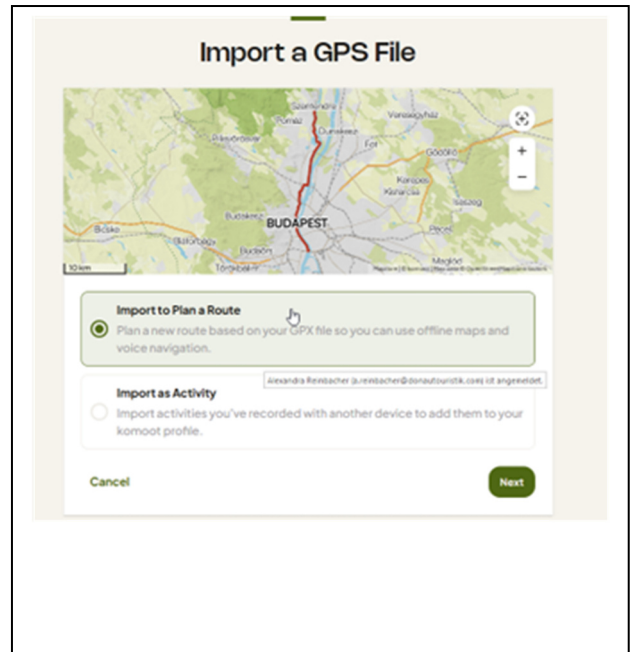 Import a GPS File
Szentendre
Pomáz
Veresegyház
Dunakeszi
Piliscsaba
Fót
Gödöllő
+
Kerepes
Kistarcsa
Isaszeg
−
Budakeszi
BUDAPEST
Bicske
Pécel
Biatorbágy
Budaörs
Maglód
10 km
Törökbálint
Import to Plan a Route
Plan a new route based on your GPX file so you can use offline maps and
voice navigation.
Alexandra Reinbacher (a.reinbacher@donautouristik.com) ist angemeldet.
Import as Activity
Import activities you've recorded with another device to add them to your
komoot profile.
Cancel
Next